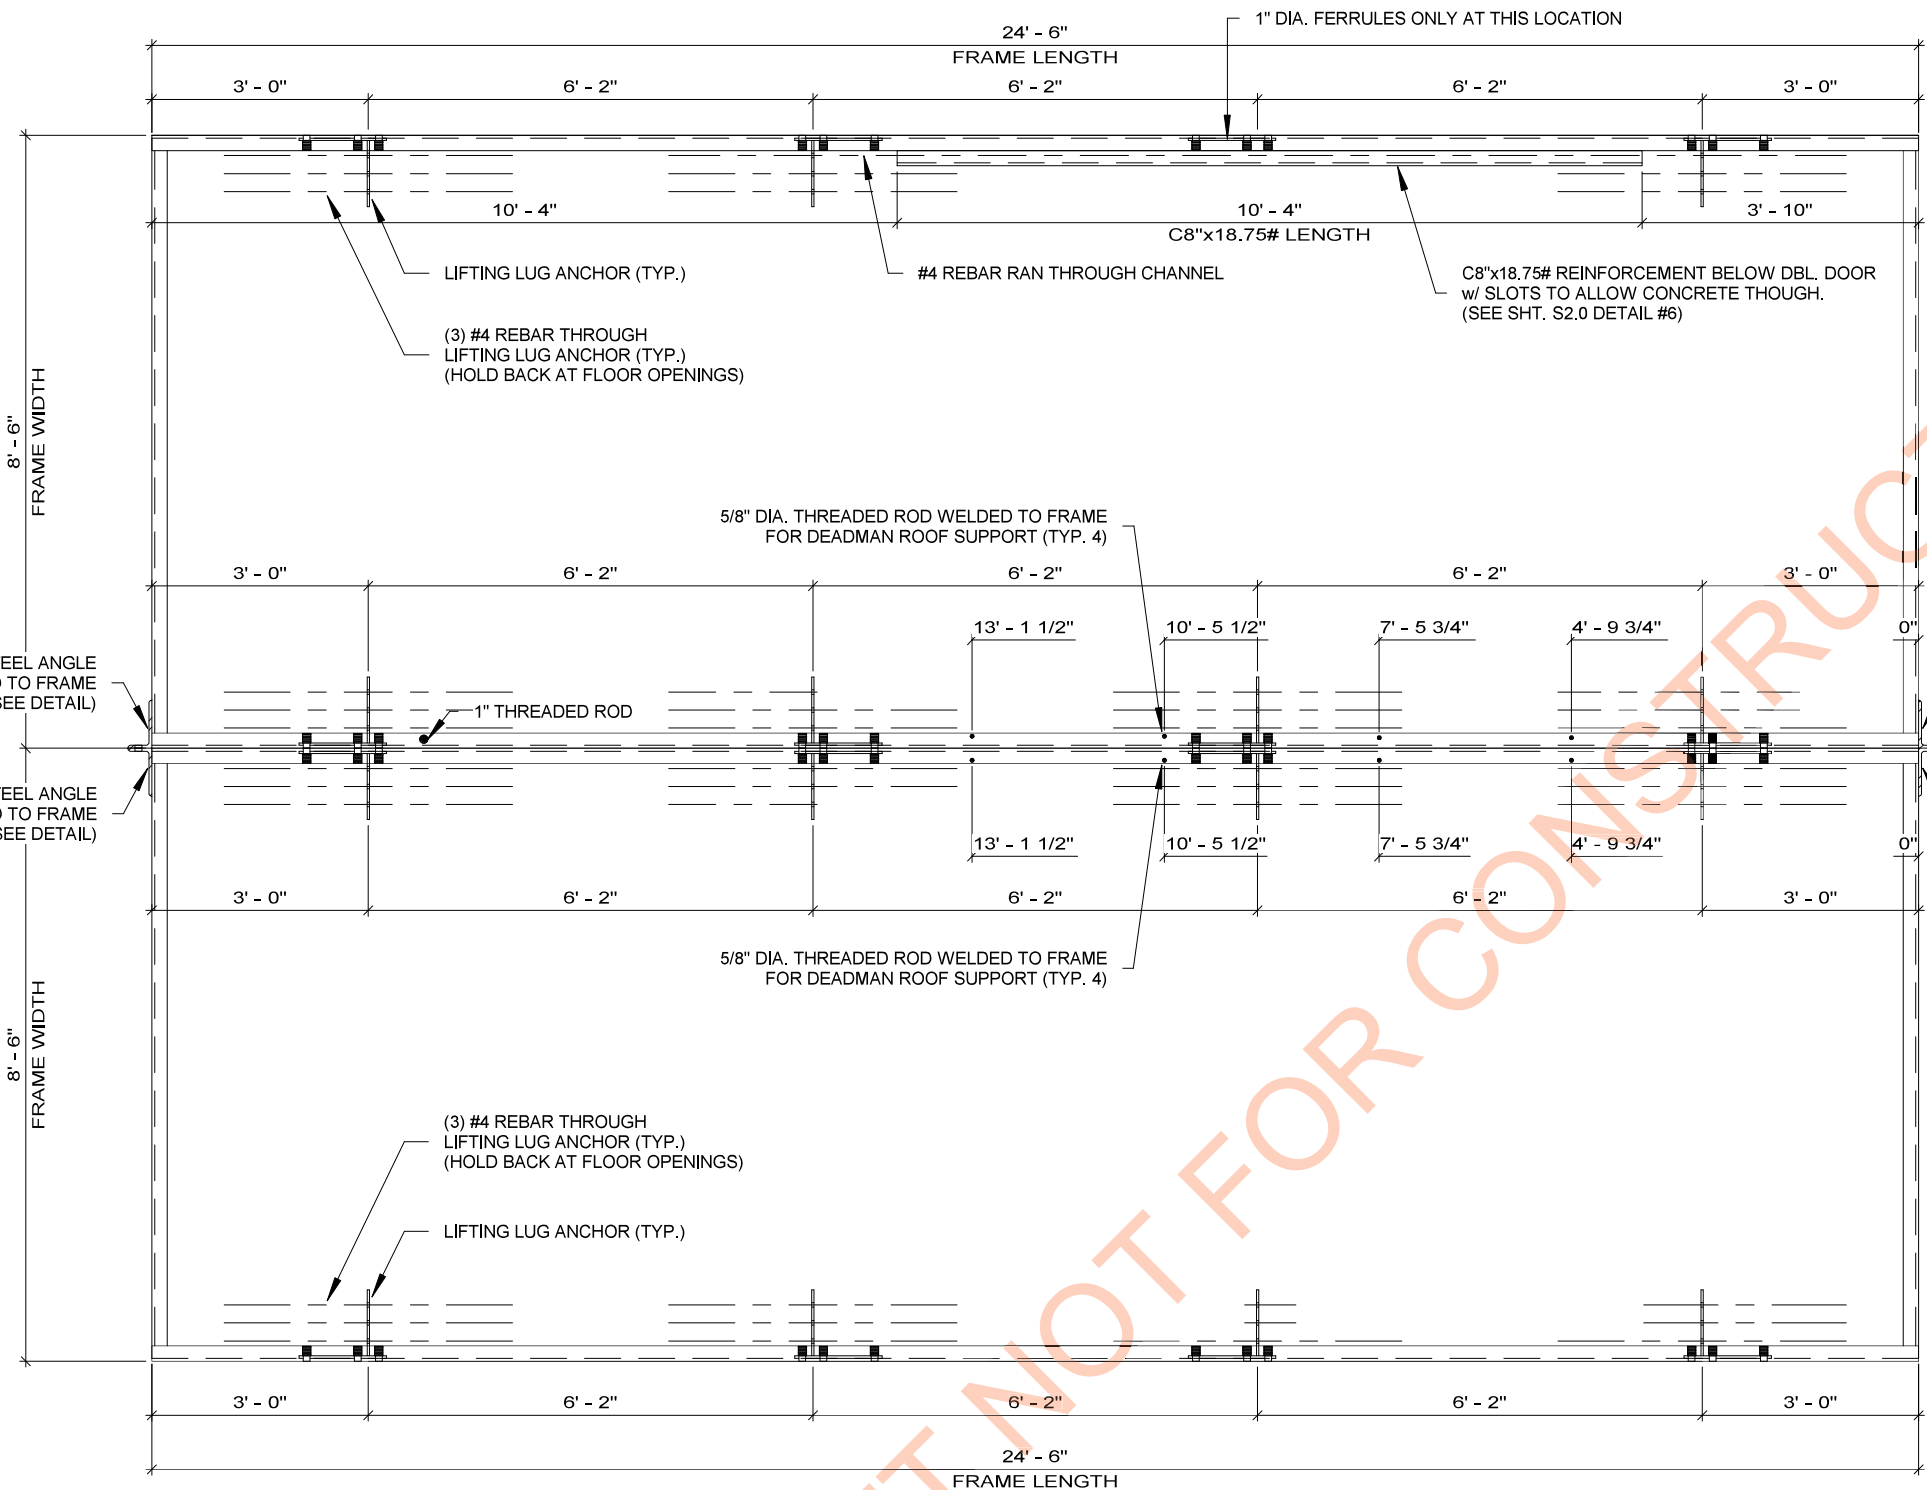 1" DIA. FERRULES ONLY AT THIS LOCATION
24' - 6"
FRAME LENGTH
3' - 0"
6' - 2"
6' - 2"
6' - 2"
3' - 0"
10' - 4"
10' - 4"
3' - 10"
C8"x18.75# LENGTH
LIFTING LUG ANCHOR (TYP.)
#4 REBAR RAN THROUGH CHANNEL
C8"x18.75# REINFORCEMENT BELOW DBL. DOOR
w/ SLOTS TO ALLOW CONCRETE THOUGH.
(SEE SHT. S2.0 DETAIL #6)
(3) #4 REBAR THROUGH
LIFTING LUG ANCHOR (TYP.)
(HOLD BACK AT FLOOR OPENINGS)
8' - 6"
FRAME WIDTH
5/8" DIA. THREADED ROD WELDED TO FRAME
FOR DEADMAN ROOF SUPPORT (TYP. 4)
3' - 0"
6' - 2"
6' - 2"
6' - 2"
3' - 0"
13' - 1 1/2"
10' - 5 1/2"
7' - 5 3/4"
4' - 9 3/4"
0"
EEL ANGLE
TO FRAME
SEE DETAIL)
1" THREADED ROD
EEL ANGLE
TO FRAME
SEE DETAIL)
13' - 1 1/2"
10' - 5 1/2"
7' - 5 3/4"
4' - 9 3/4"
0"
3' - 0"
6' - 2"
6' - 2"
6' - 2"
3' - 0"
5/8" DIA. THREADED ROD WELDED TO FRAME
FOR DEADMAN ROOF SUPPORT (TYP. 4)
8' - 6"
FRAME WIDTH
(3) #4 REBAR THROUGH
LIFTING LUG ANCHOR (TYP.)
(HOLD BACK AT FLOOR OPENINGS)
LIFTING LUG ANCHOR (TYP.)
3' - 0"
6' - 2"
6' - 2"
6' - 2"
3' - 0"
24' - 6"
FRAME LENGTH
T NOT FOR CONSTRUCT